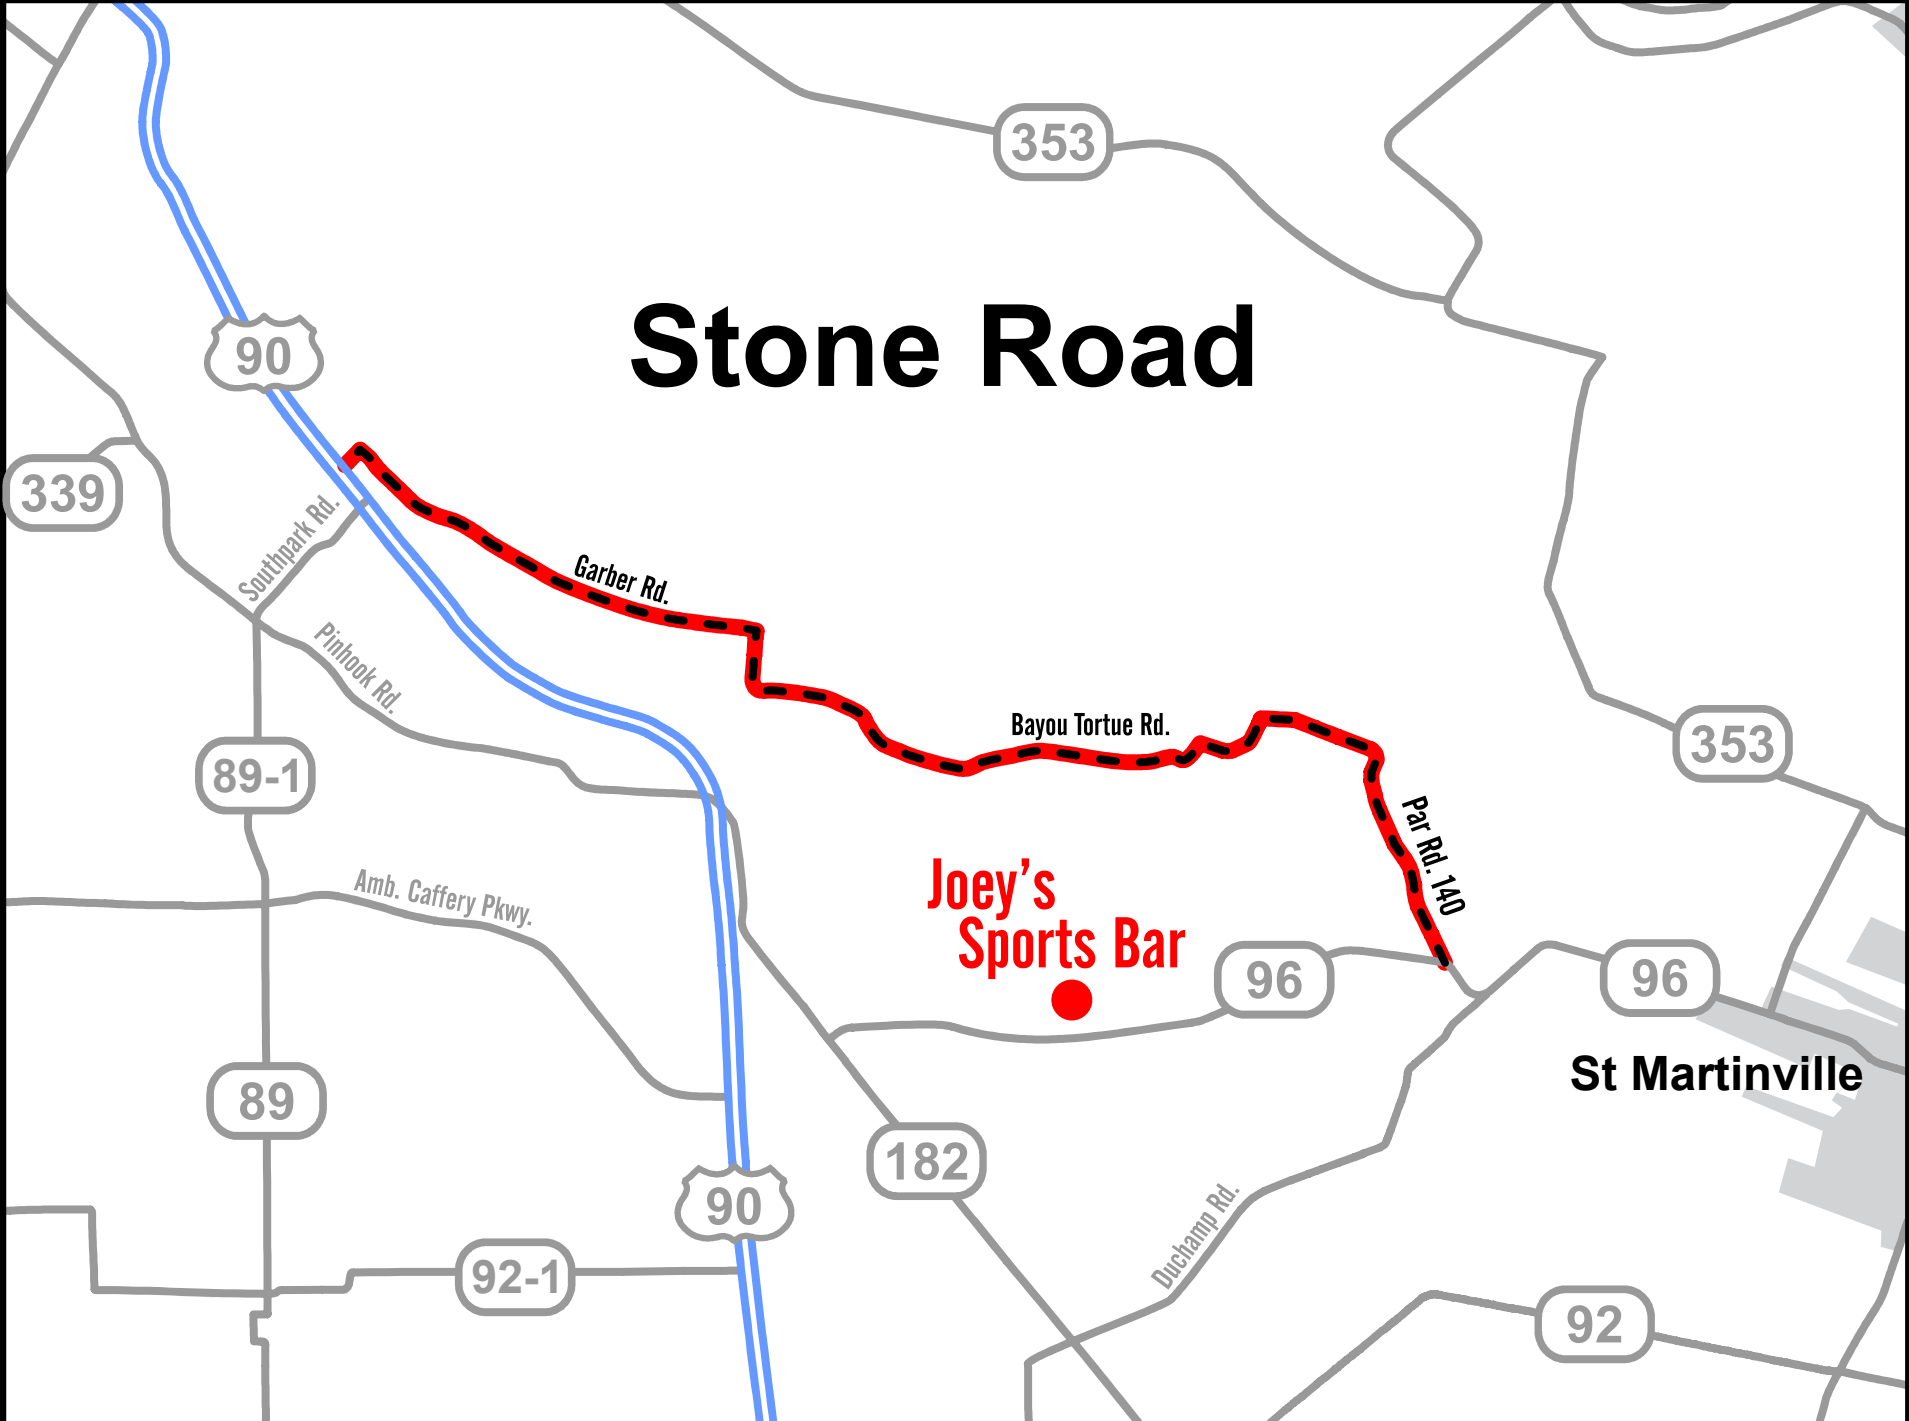 353
Stone Road
90
339
Southpark Rd.
Garber Rd.
Pinhook Rd.
Bayou Tortue Rd.
353
89-1
Par Rd. 140
Amb. Caffery Pkwy.
Joey's
Sports Bar
96
96
St Martinville
89
182
90
Duchamp Rd.
92-1
92